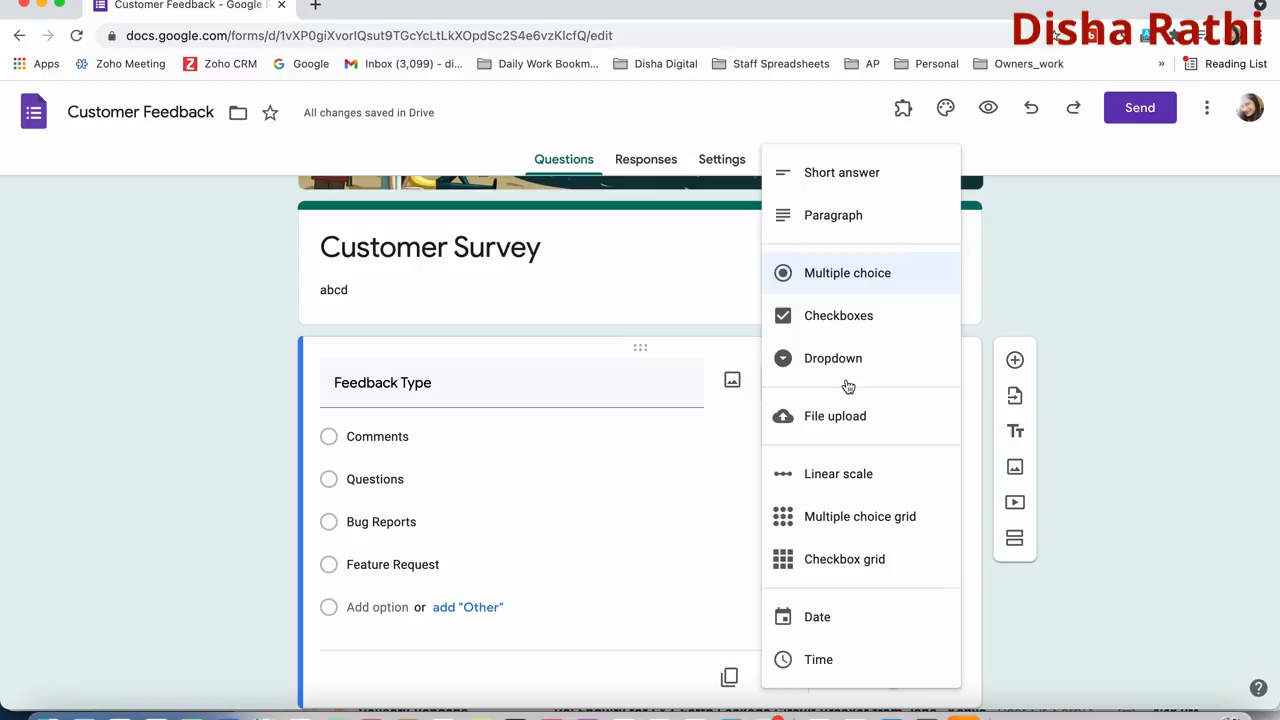 Customer Feedback - Google F
Disha Rathi
docs.google.com/forms/d/1vXP0giXvorIQsut9TGcYcLtLkXOpdSc2S4e6vzKIcfQ/edit
Apps
Zoho Meeting
Zoho CRM
Google
Inbox (3,099) - di...
Daily Work Bookm...
Disha Digital
Staff Spreadsheets
AP
Personal
Owners_work
»
Reading List
Customer Feedback
All changes saved in Drive
Send
Questions
Responses
Settings
Short answer
Paragraph
Customer Survey
abcd
Multiple choice
Checkboxes
Dropdown
Feedback Type
File upload
Comments
Linear scale
Questions
Multiple choice grid
Bug Reports
Checkbox grid
Feature Request
Add option or add "Other"
Date
Time